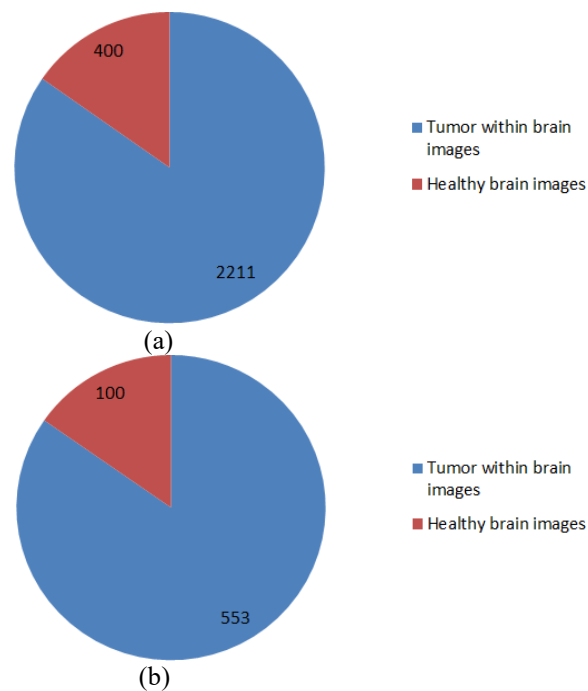 400
Tumor within brain
images
Healthy brain images
2211
(a)
100
Tumor within brain
images
Healthy brain images
553
(b)